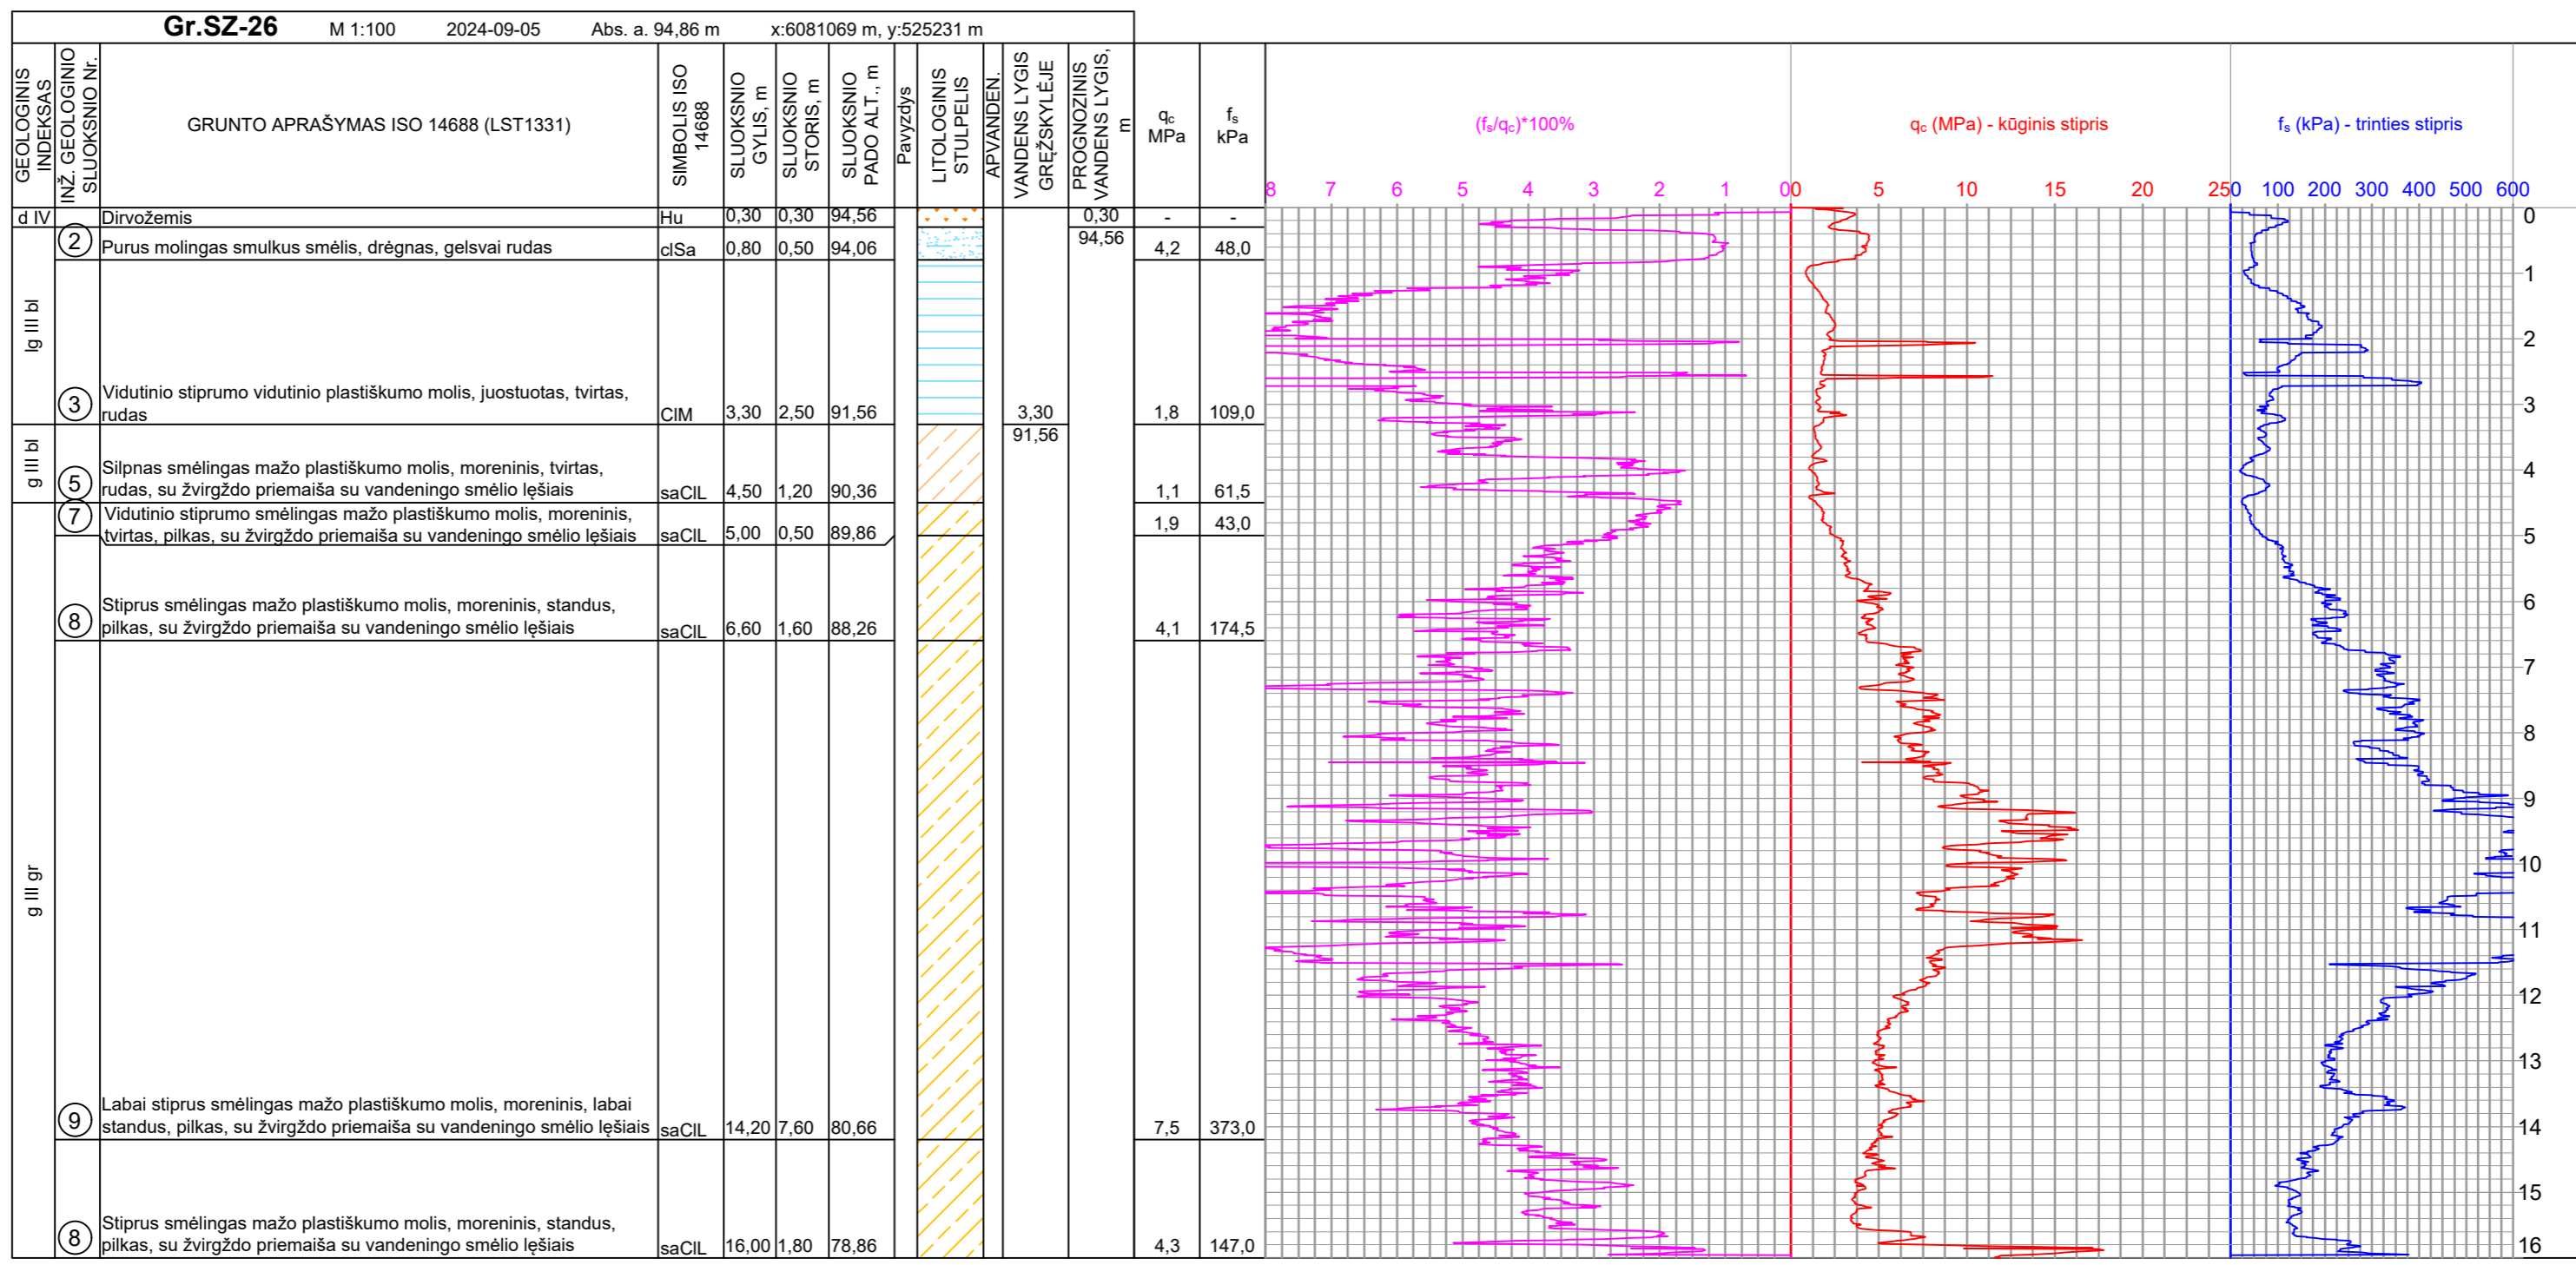 Gr.SZ-26 M 1:100 2024-09-05 Abs. a. 94,86 m x:6081069 m, y:525231 m
GEOLOGINIS INDEKSAS
INŽ. GEOLOGINIO SLUOKSNIO Nr.
GRUNTO APRAŠYMAS ISO 14688 (LST1331)
SIMBOLIS ISO 14688
SLUOKSNIO GYLIS, m
SLUOKSNIO STORIS, m
SLUOKSNIO PADO ALT., m
Pavyzdys
LITOLOGINIS STULPELIS
APVANDEN.
VANDENS LYGIS GRĘŽSKYLĖJE
PROGNOZINIS VANDENS LYGIS, m
qc MPa
fs kPa
(fs/qc)*100%
qc (MPa) - kūginis stipris
fs (kPa) - trinties stipris
8 7 6 5 4 3 2 1 0
0 5 10 15 20 25
0 100 200 300 400 500 600
d IV Dirvožemis Hu 0,30 0,30 94,56 0,30 - -
94,56
2 Purus molingas smulkus smėlis, drėgnas, gelsvai rudas clSa 0,80 0,50 94,06 4,2 48,0
lg III bl
Vidutinio stiprumo vidutinio plastiškumo molis, juostuotas, tvirtas,
3 rudas ClM 3,30 2,50 91,56 3,30 1,8 109,0
91,56
g III bl
Silpnas smėlingas mažo plastiškumo molis, moreninis, tvirtas,
5 rudas, su žvirgždo priemaiša su vandeningo smėlio lęšiais saClL 4,50 1,20 90,36 1,1 61,5
7 Vidutinio stiprumo smėlingas mažo plastiškumo molis, moreninis,
tvirtas, pilkas, su žvirgždo priemaiša su vandeningo smėlio lęšiais saClL 5,00 0,50 89,86 1,9 43,0
Stiprus smėlingas mažo plastiškumo molis, moreninis, standus,
8 pilkas, su žvirgždo priemaiša su vandeningo smėlio lęšiais saClL 6,60 1,60 88,26 4,1 174,5
g III gr
Labai stiprus smėlingas mažo plastiškumo molis, moreninis, labai
9 standus, pilkas, su žvirgždo priemaiša su vandeningo smėlio lęšiais saClL 14,20 7,60 80,66 7,5 373,0
Stiprus smėlingas mažo plastiškumo molis, moreninis, standus,
8 pilkas, su žvirgždo priemaiša su vandeningo smėlio lęšiais saClL 16,00 1,80 78,86 4,3 147,0
0
1
2
3
4
5
6
7
8
9
10
11
12
13
14
15
16